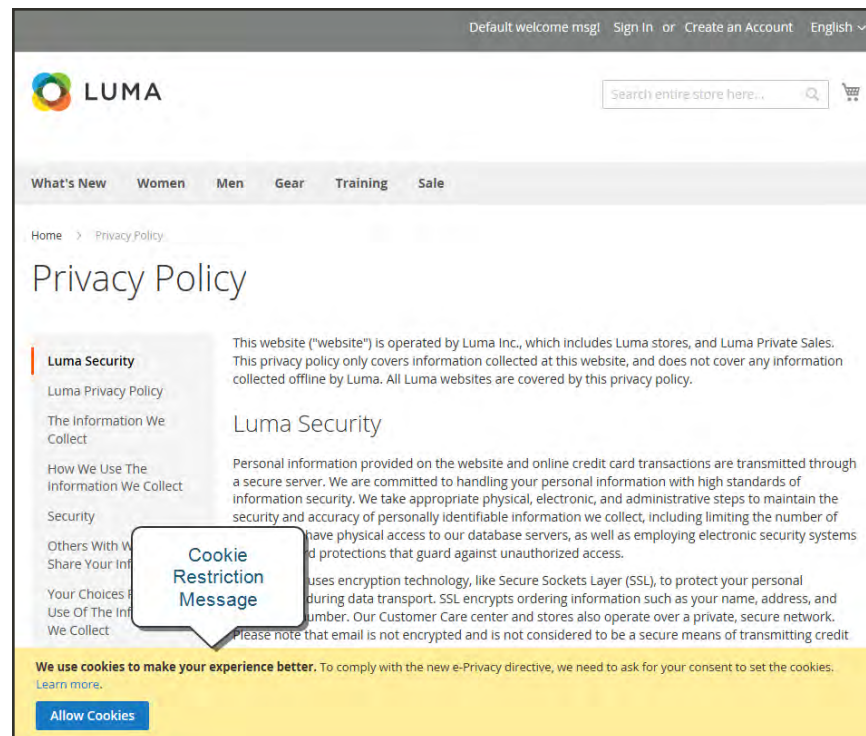 Default welcome msg! Sign In or Create an Account English
LUMA
Search entire store here...
What's New Women Men Gear Training Sale
Home > Privacy Policy
Privacy Policy
Luma Security
Luma Privacy Policy
The Information We
Collect
How We Use The
Information We Collect
Security
Others With W
Share Your Inf
Your Choices
Use Of The Inf
We Collect
This website ("website") is operated by Luma Inc., which includes Luma stores, and Luma Private Sales.
This privacy policy only covers information collected at this website, and does not cover any information
collected offline by Luma. All Luma websites are covered by this privacy policy.
Luma Security
Personal information provided on the website and online credit card transactions are transmitted through
a secure server. We are committed to handling your personal information with high standards of
information security. We take appropriate physical, electronic, and administrative steps to maintain the
security and accuracy of personally identifiable information we collect, including limiting the number of
have physical access to our database servers, as well as employing electronic security systems
protections that guard against unauthorized access.
uses encryption technology, like Secure Sockets Layer (SSL), to protect your personal
during data transport. SSL encrypts ordering information such as your name, address, and
umber. Our Customer Care center and stores also operate over a private, secure network.
Please note that email is not encrypted and is not considered to be a secure means of transmitting credit
Cookie
Restriction
Message
We use cookies to make your experience better. To comply with the new e-Privacy directive, we need to ask for your consent to set the cookies.
Learn more.
Allow Cookies